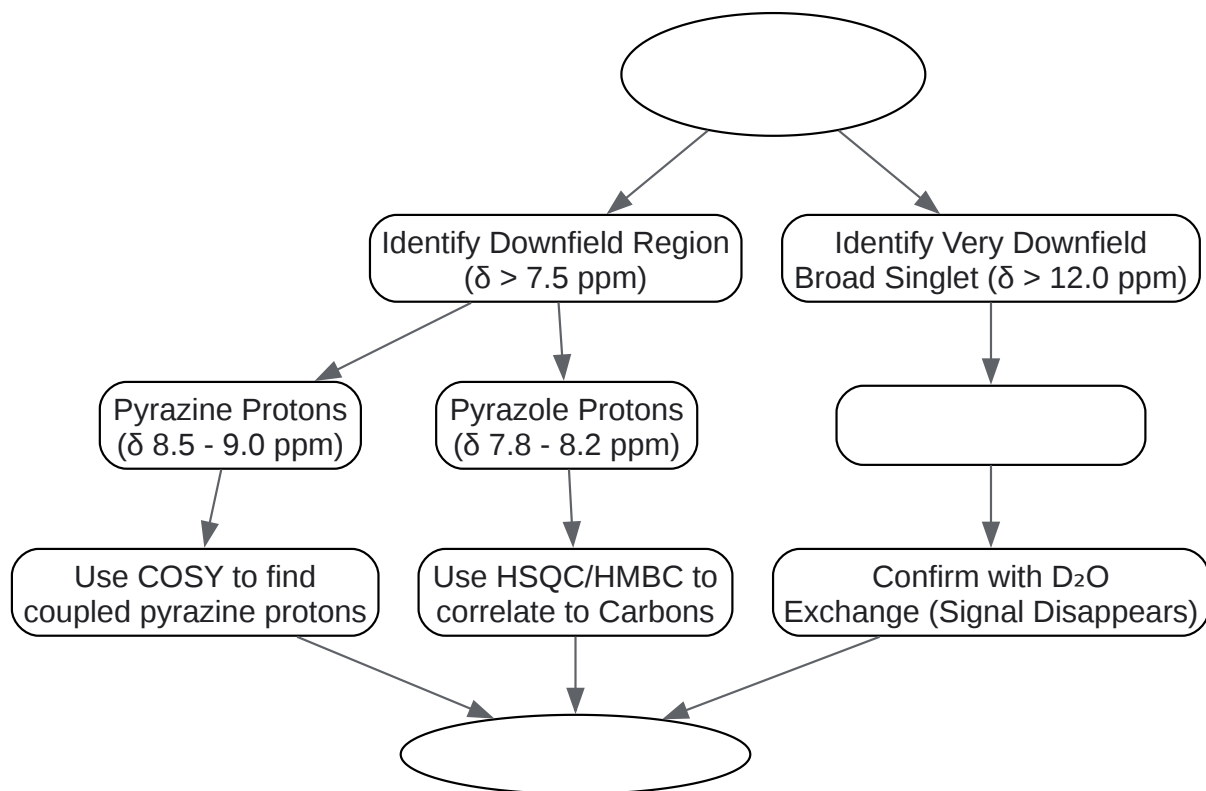 Identify Downfield Region
(δ > 7.5 ppm)
Identify Very Downfield
Broad Singlet (δ > 12.0 ppm)
Pyrazine Protons
(δ 8.5 - 9.0 ppm)
Pyrazole Protons
(δ 7.8 - 8.2 ppm)
Use COSY to find
coupled pyrazine protons
Use HSQC/HMBC to
correlate to Carbons
Confirm with D₂O
Exchange (Signal Disappears)